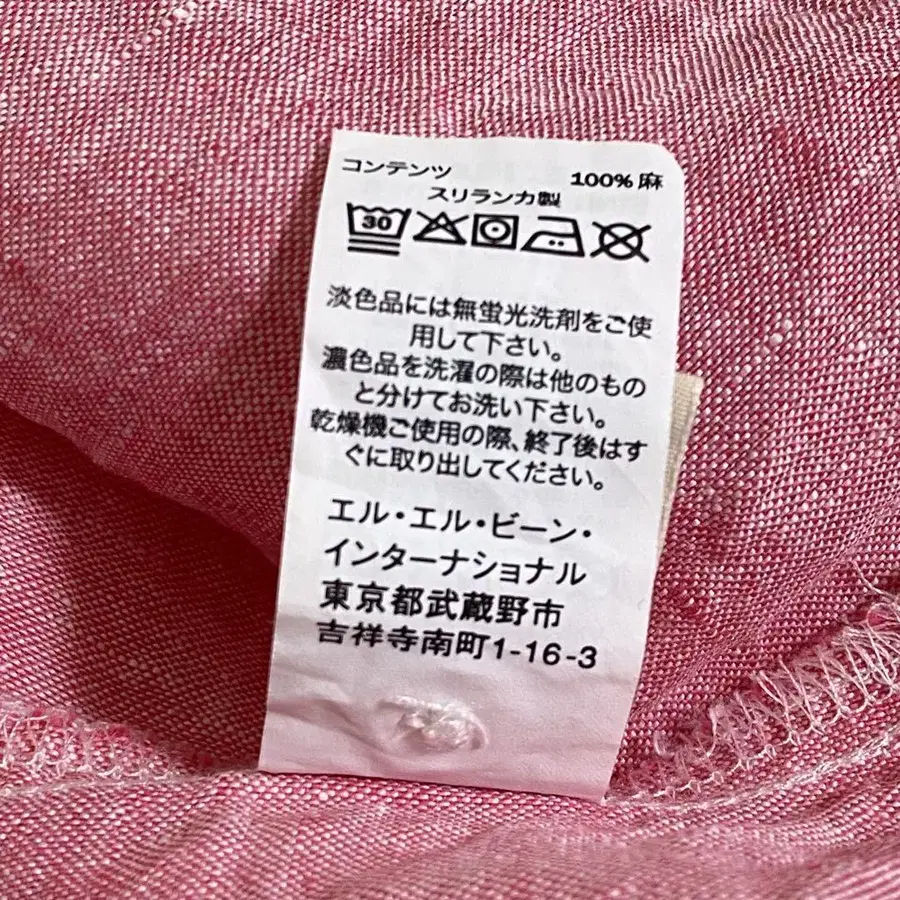 コンテンツ 100% 麻
スリランカ製
30
淡色品には無蛍光洗剤をご使
用して下さい。
濃色品を洗濯の際は他のもの
と分けてお洗い下さい。
乾燥機ご使用の際、終了後はす
ぐに取り出してください。
エル・エル・ビーン・
インターナショナル
東京都武蔵野市
吉祥寺南町1-16-3